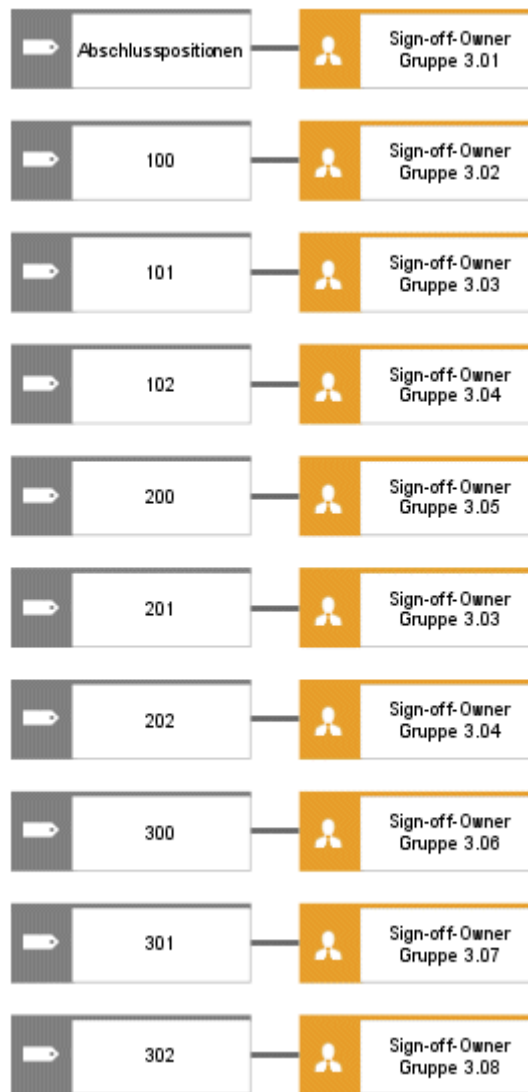 Abschlusspositionen
Sign-off-Owner
Gruppe 3.01
100
Sign-off-Owner
Gruppe 3.02
101
Sign-off-Owner
Gruppe 3.03
102
Sign-off-Owner
Gruppe 3.04
200
Sign-off-Owner
Gruppe 3.05
201
Sign-off-Owner
Gruppe 3.03
202
Sign-off-Owner
Gruppe 3.04
300
Sign-off-Owner
Gruppe 3.06
301
Sign-off-Owner
Gruppe 3.07
302
Sign-off-Owner
Gruppe 3.08